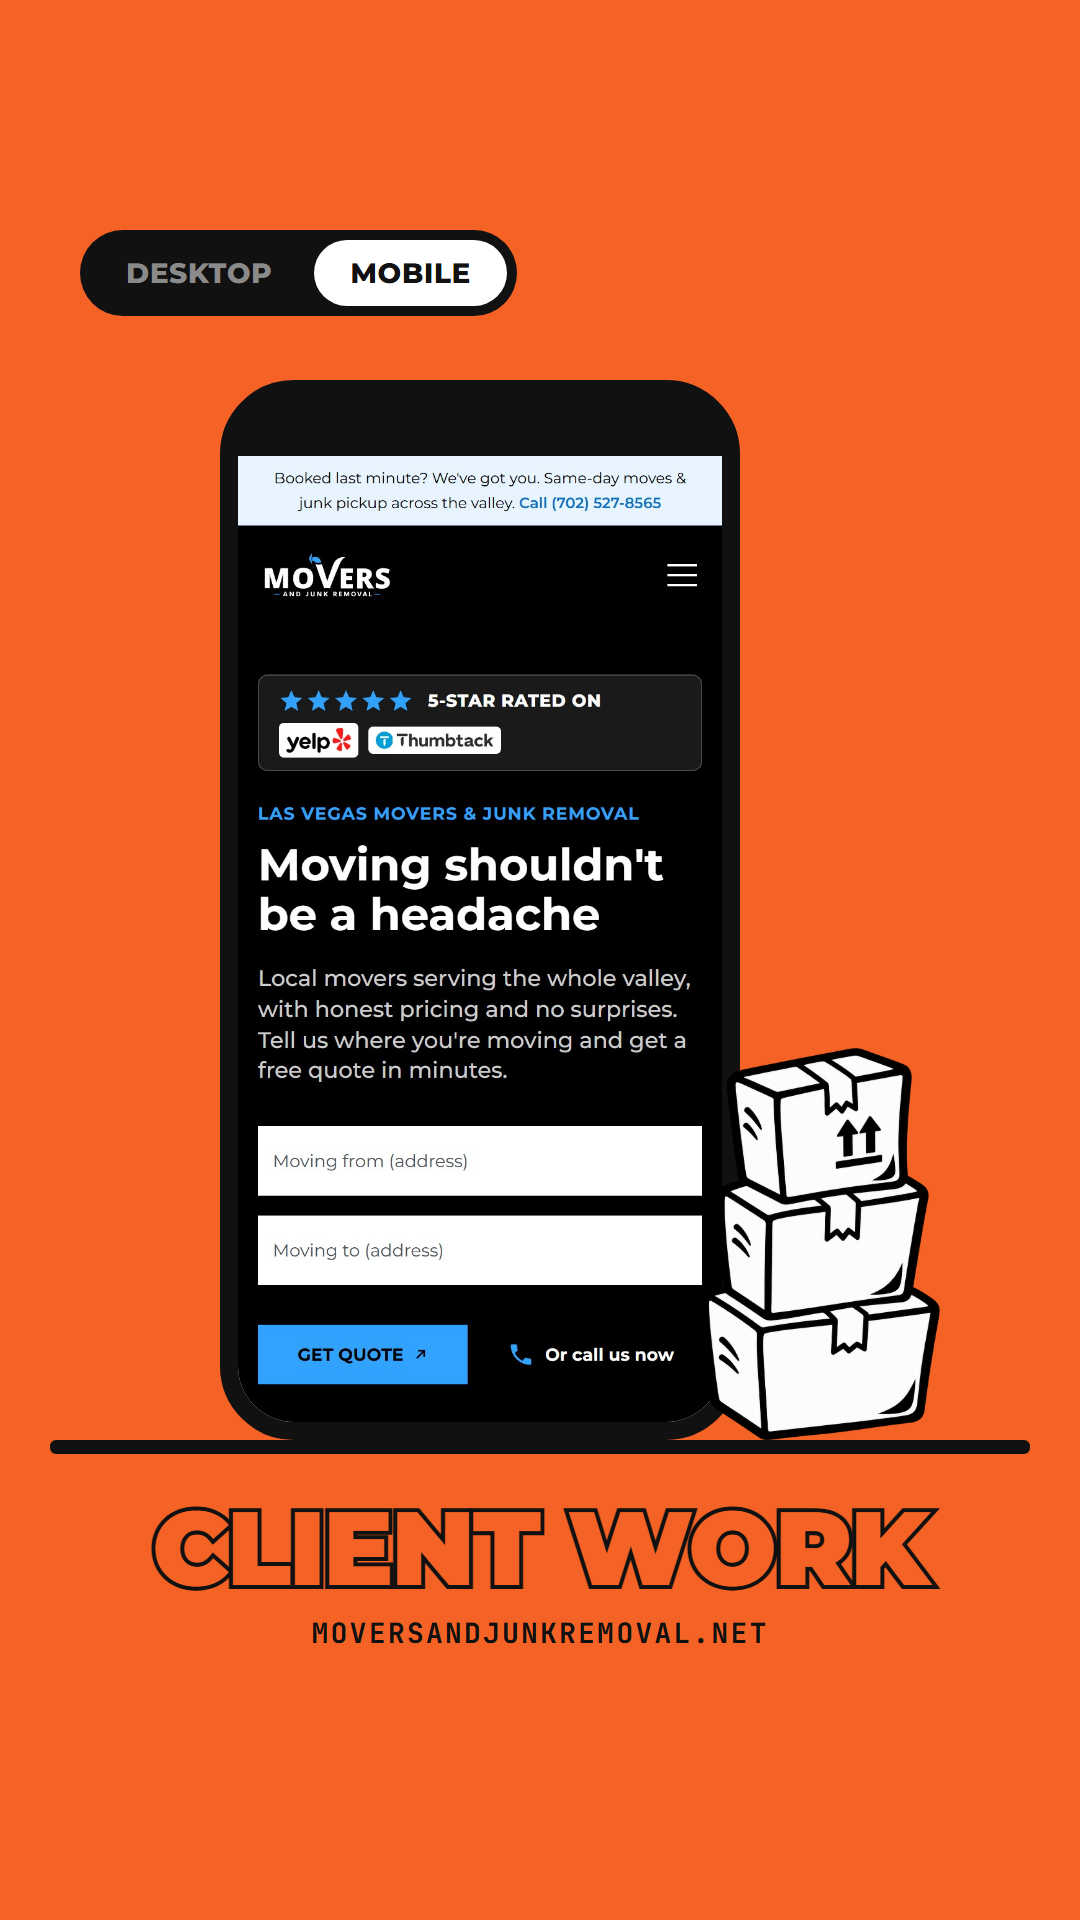 DESKTOP
MOBILE
Booked last minute? We've got you. Same-day moves &
junk pickup across the valley. Call (702) 527-8565
MOVERS
AND JUNK REMOVAL
5-STAR RATED ON
yelp
Thumbtack
LAS VEGAS MOVERS & JUNK REMOVAL
Moving shouldn't
be a headache
Local movers serving the whole valley,
with honest pricing and no surprises.
Tell us where you're moving and get a
free quote in minutes.
Moving from (address)
Moving to (address)
GET QUOTE
Or call us now
CLIENT WORK
MOVERSANDJUNKREMOVAL.NET